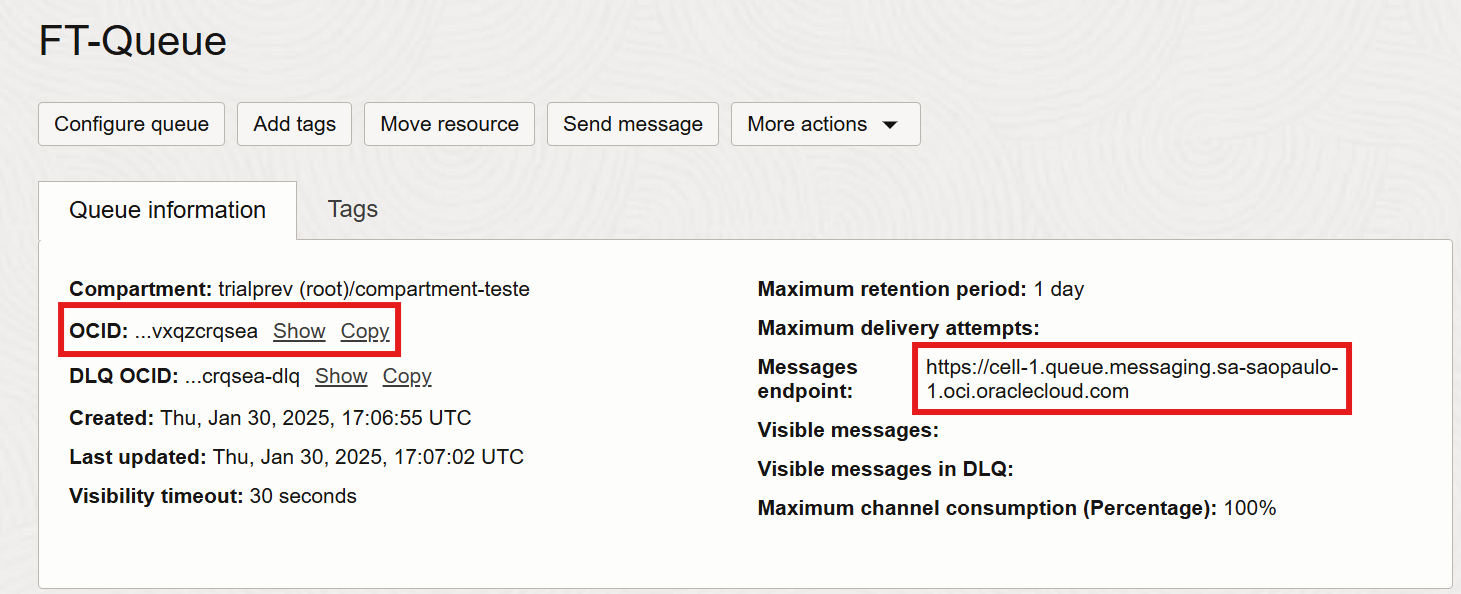 FT-Queue
Configure queue Add tags Move resource Send message More actions
Queue information Tags
Compartment: trialprev (root)/compartment-teste
OCID: ...vxqzcrqsea Show Copy
DLQ OCID: ...crqsea-dlq Show Copy
Created: Thu, Jan 30, 2025, 17:06:55 UTC
Last updated: Thu, Jan 30, 2025, 17:07:02 UTC
Visibility timeout: 30 seconds
Maximum retention period: 1 day
Maximum delivery attempts:
Messages https://cell-1.queue.messaging.sa-saopaulo-
endpoint: 1.oci.oraclecloud.com
Visible messages:
Visible messages in DLQ:
Maximum channel consumption (Percentage): 100%